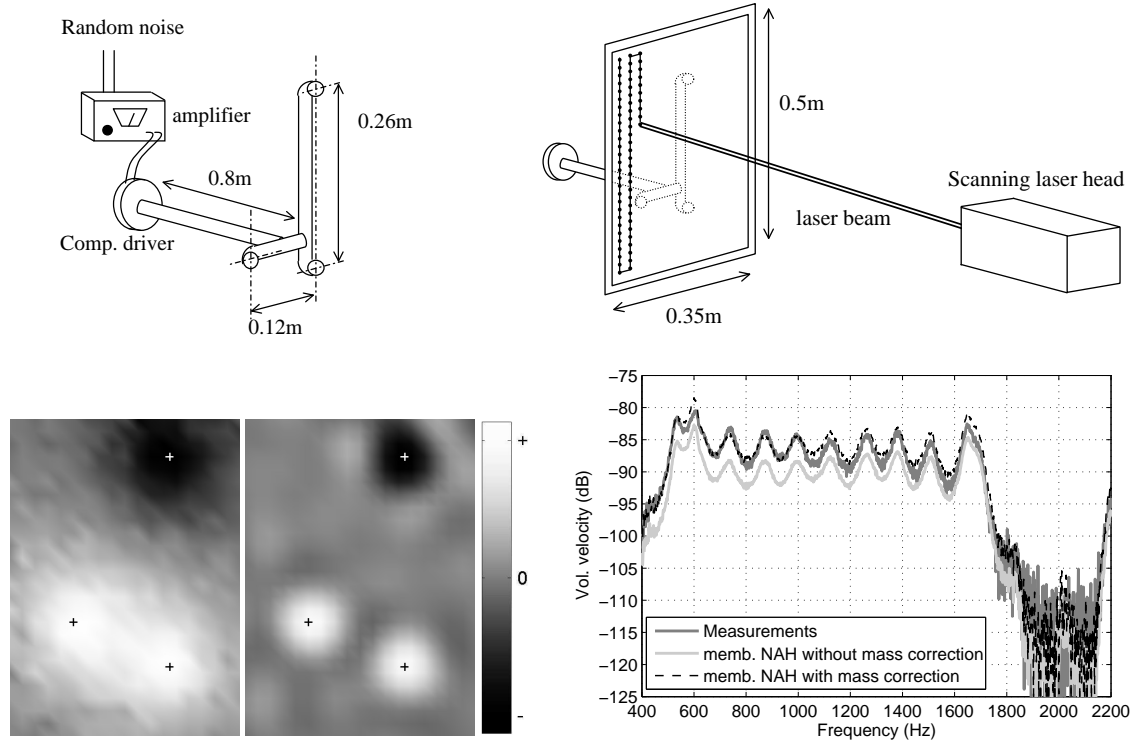 Random noise
amplifier
0.26m
0.8m
Comp. driver
0.12m
0.5m
Scanning laser head
laser beam
0.35m
+
0
-
−75
−80
−85
−90
−95
−100
−105
−110
−115
−120
−125
Vol. velocity (dB)
Measurements
memb. NAH without mass correction
memb. NAH with mass correction
400 600 800 1000 1200 1400 1600 1800 2000 2200
Frequency (Hz)